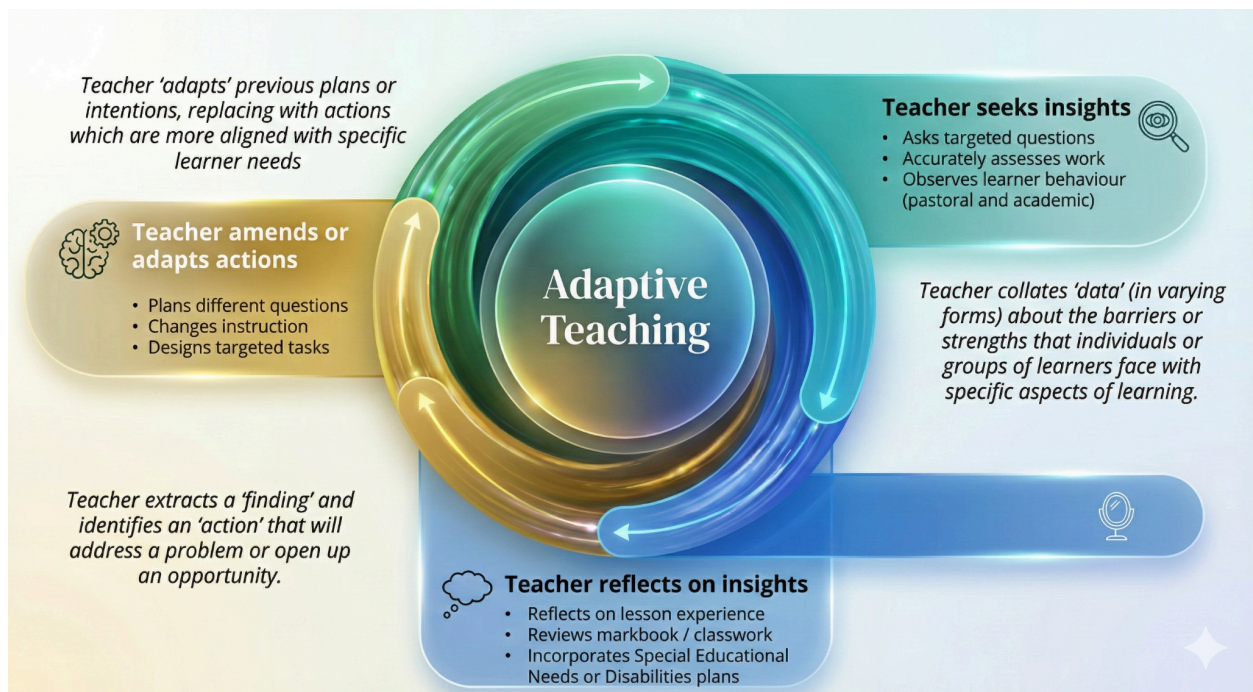 Teacher ‘adapts’ previous plans or
intentions, replacing with actions
which are more aligned with specific
learner needs
Teacher seeks insights
• Asks targeted questions
• Accurately assesses work
• Observes learner behaviour
(pastoral and academic)
Teacher amends or
adapts actions
• Plans different questions
• Changes instruction
• Designs targeted tasks
Adaptive
Teaching
Teacher collates ‘data’ (in varying
forms) about the barriers or
strengths that individuals or
groups of learners face with
specific aspects of learning.
Teacher extracts a ‘finding’ and
identifies an ‘action’ that will
address a problem or open up
an opportunity.
Teacher reflects on insights
• Reflects on lesson experience
• Reviews markbook / classwork
• Incorporates Special Educational
Needs or Disabilities plans